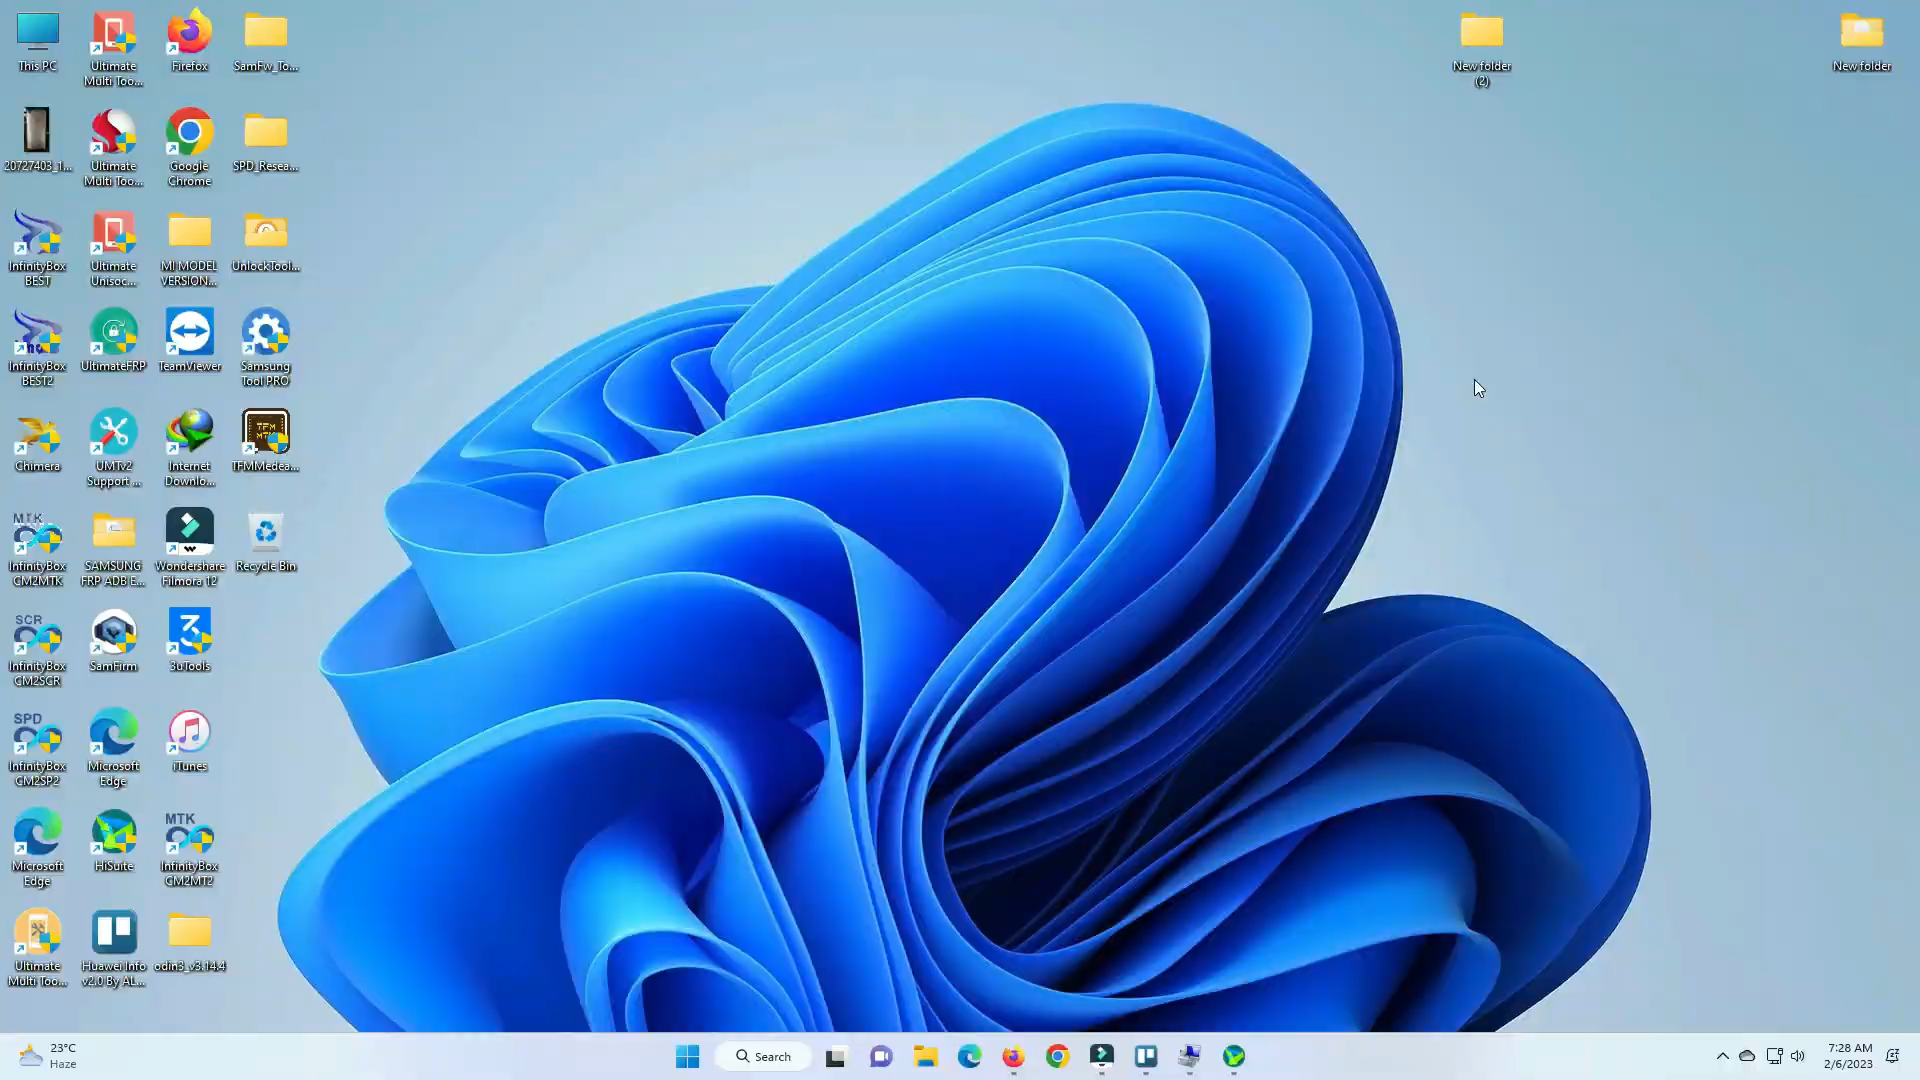 This PC
Ultimate
Multi Too...
Firefox
SamFw_To...
New folder
(2)
New folder
20727403_1...
Ultimate
Multi Too...
Google
Chrome
SPD_Resea...
InfinityBox
BEST
Ultimate
Unisoc...
MI MODEL
VERSION...
UnlockTool...
InfinityBox
BEST2
UltimateFRP
TeamViewer
Samsung
Tool PRO
Chimera
UMTv2
Support ...
Internet
Downlo...
TFM
MTK
TFMMedea...
MTK
InfinityBox
CM2MTK
SAMSUNG
FRP ADB E...
Wondershare
Filmora 12
Recycle Bin
SCR
InfinityBox
CM2SCR
SamFirm
3uTools
SPD
InfinityBox
CM2SP2
Microsoft
Edge
iTunes
Microsoft
Edge
HiSuite
MTK
InfinityBox
CM2MT2
Ultimate
Multi Too...
Huawei Info
v2.0 By AL...
odin3_v3.14.4
23°C
Haze
Search
7:28 AM
2/6/2023